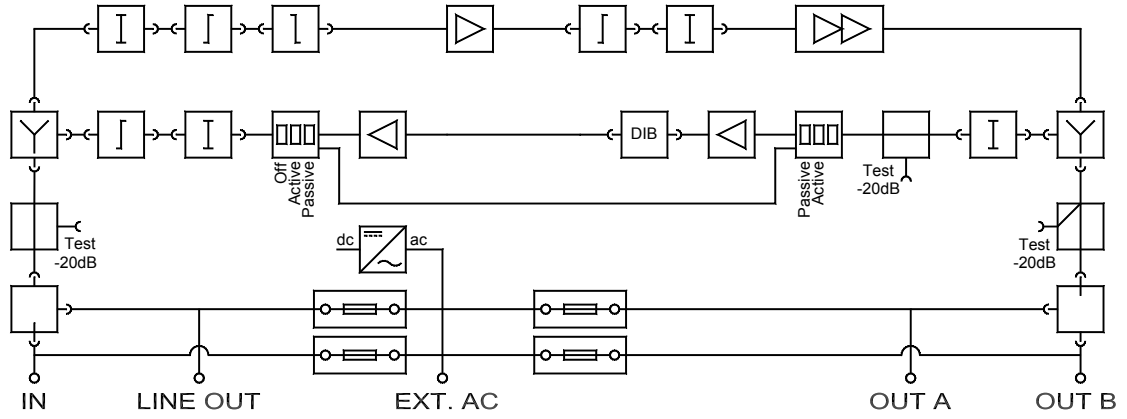 DIB
Off
Active
Passive
Passive
Active
Test
-20dB
Test
-20dB
dc
ac
Test
-20dB
IN
LINE OUT
EXT. AC
OUT A
OUT B